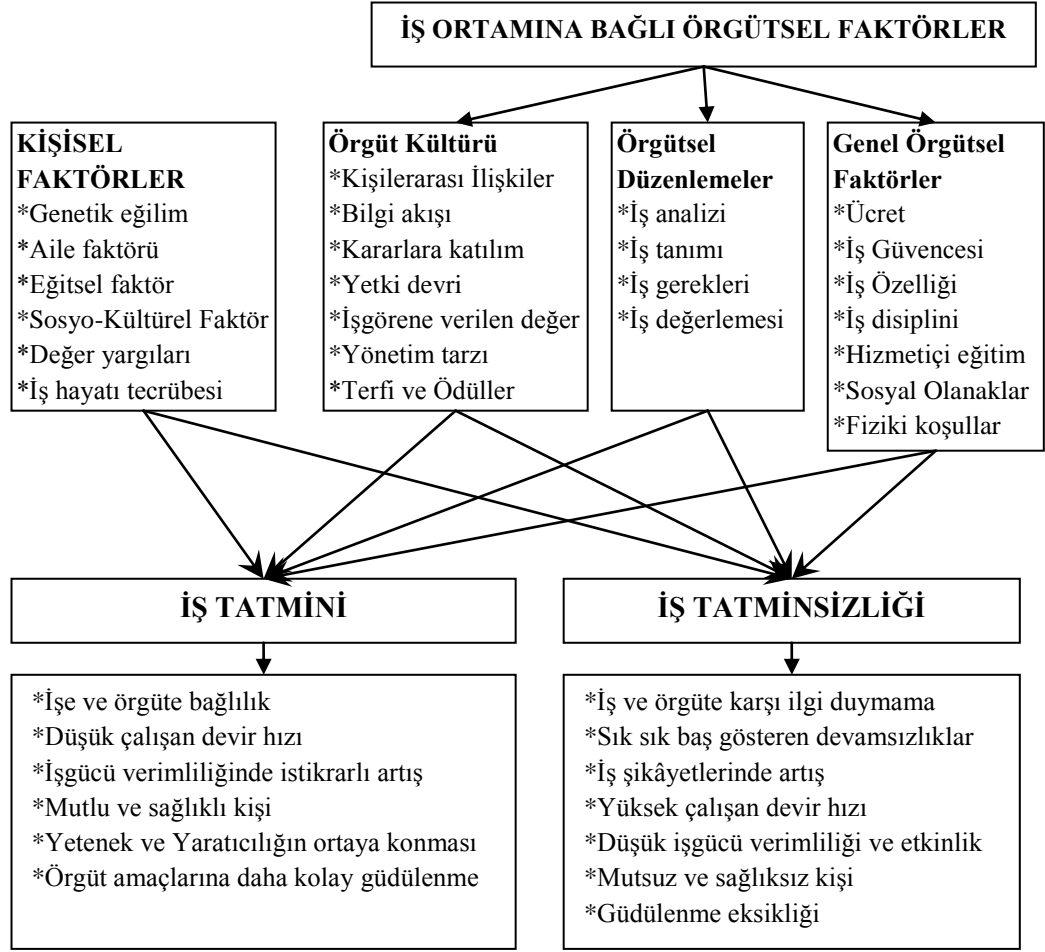 İŞ ORTAMINA BAĞLI ÖRGÜTSEL FAKTÖRLER
KİŞİSEL
FAKTÖRLER
*Genetik eğilim
*Aile faktörü
*Eğitsel faktör
*Sosyo-Kültürel Faktör
*Değer yargıları
*İş hayatı tecrübesi
Örgüt Kültürü
*Kişilerarası İlişkiler
*Bilgi akışı
*Kararlara katılım
*Yetki devri
*İşgörene verilen değer
*Yönetim tarzı
*Terfi ve Ödüller
Örgütsel
Düzenlemeler
*İş analizi
*İş tanımı
*İş gerekleri
*İş değerlemesi
Genel Örgütsel
Faktörler
*Ücret
*İş Güvencesi
*İş Özelliği
*İş disiplini
*Hizmetiçi eğitim
*Sosyal Olanaklar
*Fiziki koşullar
İŞ TATMİNİ
İŞ TATMİNSİZLİĞİ
*İşe ve örgüte bağlılık
*Düşük çalışan devir hızı
*İşgücü verimliliğinde istikrarlı artış
*Mutlu ve sağlıklı kişi
*Yetenek ve Yaratıcılığın ortaya konması
*Örgüt amaçlarına daha kolay güdülenme
*İş ve örgüte karşı ilgi duymama
*Sık sık baş gösteren devamsızlıklar
*İş şikâyetlerinde artış
*Yüksek çalışan devir hızı
*Düşük işgücü verimliliği ve etkinlik
*Mutsuz ve sağlıksız kişi
*Güdülenme eksikliği